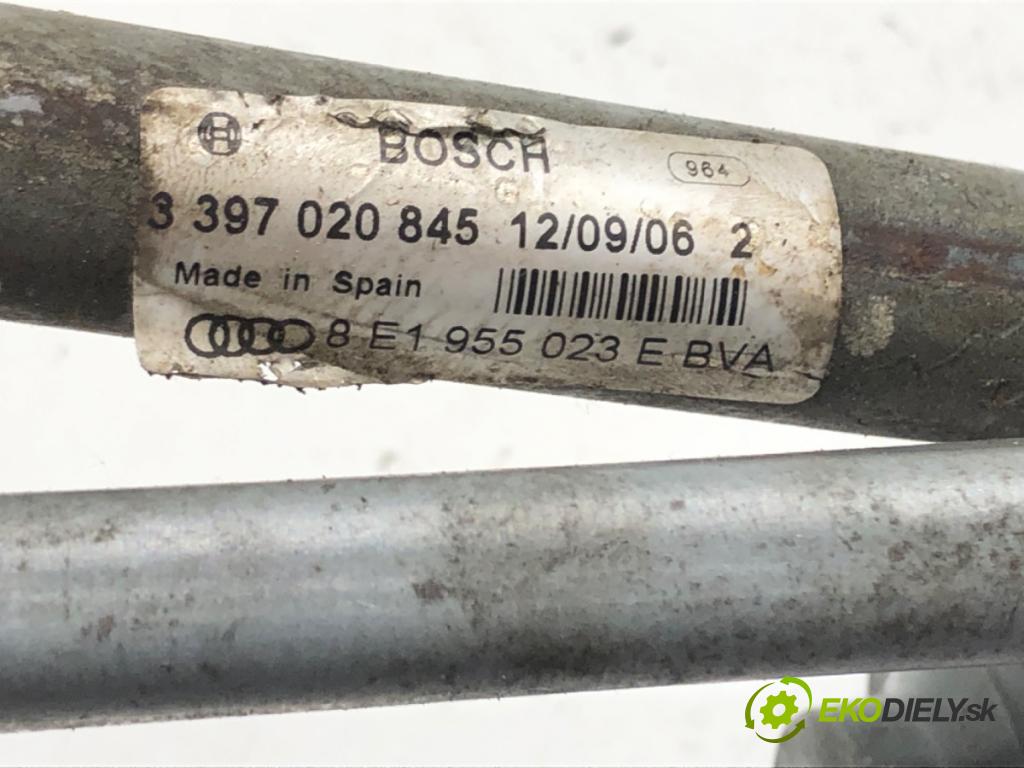 BOSCH 964
3 397 020 845 12/09/06 2
Made in Spain
8 E1 955 023 E BVA
EKODIELY.sk